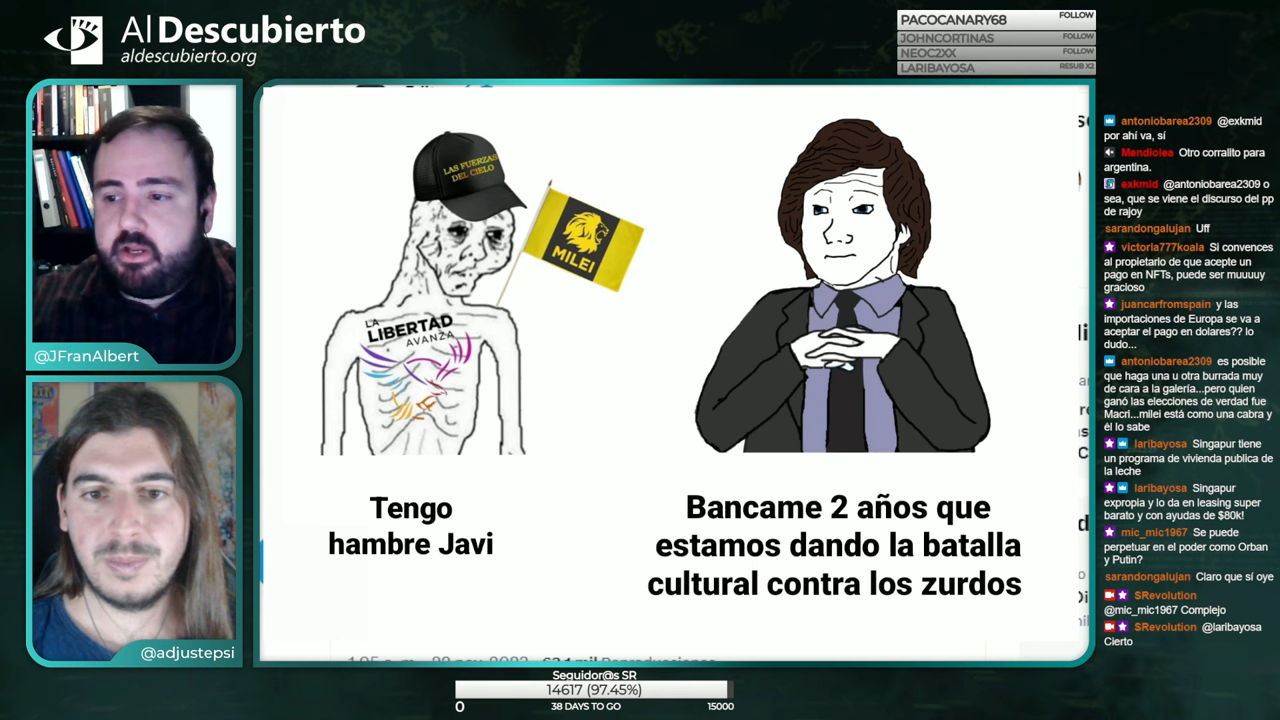 Al Descubierto
aldescubierto.org
PACOCANARY68 FOLLOW
JOHNCORTINAS FOLLOW
NEOC2XX FOLLOW
LARIBAYOSA RESUB X2
@JFranAlbert
@adjustepsi
LAS FUERZAS
DEL CIELO
MILEI
LA
LIBERTAD
AVANZA
Tengo
hambre Javi
Bancame 2 años que
estamos dando la batalla
cultural contra los zurdos
antoniobarea2309 @exkmid
por ahí va, sí
Mendiolea Otro corralito para
argentina.
exkmid @antoniobarea2309 o
sea, que se viene el discurso del pp
de rajoy
sarandongalujan Uff
victoria777koala Si convences
al propietario de que acepte un
pago en NFTs, puede ser muuuuy
gracioso
juancarfromspain y las
importaciones de Europa se va a
aceptar el pago en dolares?? lo
dudo...
antoniobarea2309 es posible
que haga una u otra burrada muy
de cara a la galería...pero quien
ganó las elecciones de verdad fue
Macri...milei está como una cabra y
él lo sabe
laribayosa Singapur tiene
un programa de vivienda publica de
la leche
laribayosa Singapur
expropia y lo da en leasing super
barato y con ayudas de $80k!
mic_mic1967 Se puede
perpetuar en el poder como Orban
y Putin?
sarandongalujan Claro que sí oye
SRevolution
@mic_mic1967 Complejo
SRevolution @laribayosa
Cierto
Seguidor@s SR
14617 (97.45%)
0 38 DAYS TO GO 15000